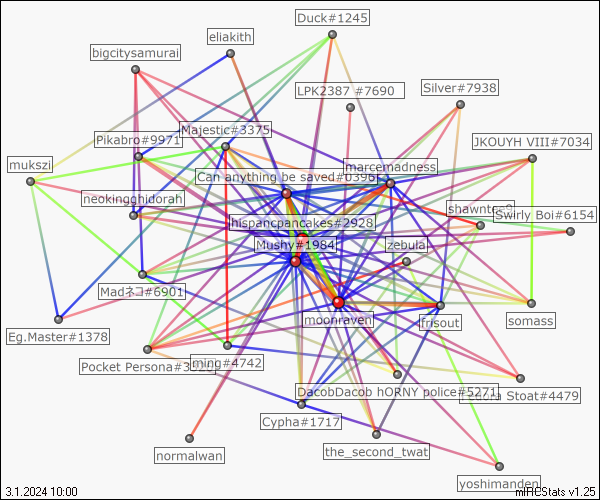 Duck#1245
eliakith
bigcitysamurai
LPK2387 #7690
Silver#7938
Majestic#3375
Pikabro#9971
JKOUYH VIII#7034
mukszi
marcemadness
Can anything be saved#0396
neokingghidorah
Swirly Boi#6154
hispancpancakes#2928
Mushy#1984
zebula
Madネコ#6901
Eg.Master#1378
moonraven
frisout
somass
ming#4742
Pocket Persona#
DacobDacob hORNY police#5271
Stoat#4479
Cypha#1717
normalwan
the_second_twat
yoshimanden
3.1.2024 10:00
mIRCStats v1.25